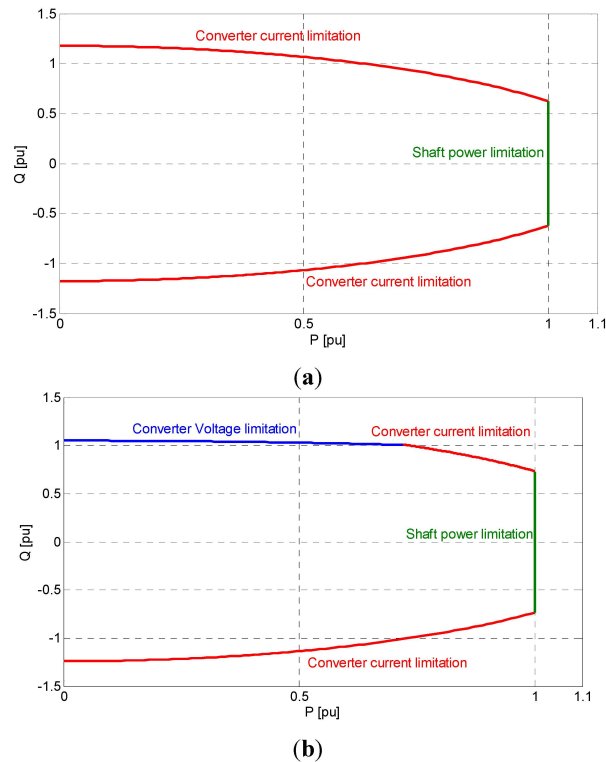 1.5
Converter current limitation
1
0.5
Shaft power limitation
0
Q [pu]
-0.5
-1
Converter current limitation
-1.5
0
0.5
1
1.1
P [pu]
(a)
1.5
Converter Voltage limitation
Converter current limitation
1
0.5
Shaft power limitation
0
Q [pu]
-0.5
-1
Converter current limitation
-1.5
0
0.5
1
1.1
P [pu]
(b)